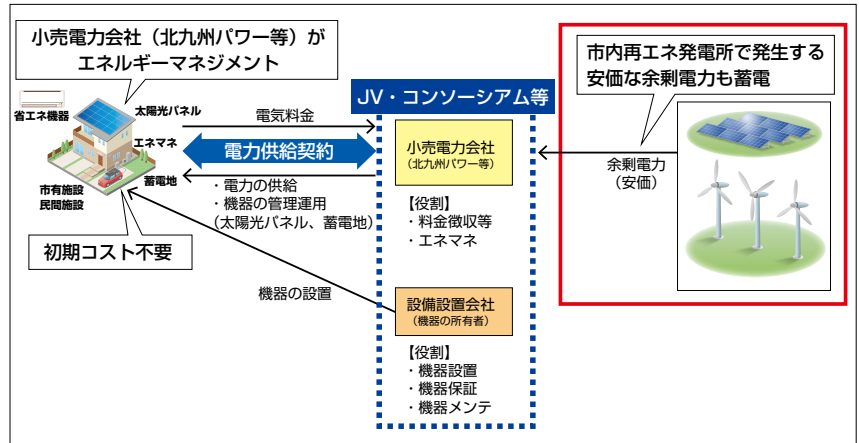 小売電力会社（北九州パワー等）が
エネルギーマネジメント
省エネ機器
太陽光パネル
エネマネ
蓄電地
市有施設
民間施設
初期コスト不要
電気料金
電力供給契約
・電力の供給
・機器の管理運用
（太陽光パネル、蓄電地）
機器の設置
JV・コンソーシアム等
小売電力会社
（北九州パワー等）
【役割】
・料金徴収等
・エネマネ
設備設置会社
（機器の所有者）
【役割】
・機器設置
・機器保証
・機器メンテ
市内再エネ発電所で発生する
安価な余剰電力も蓄電
余剰電力
（安価）